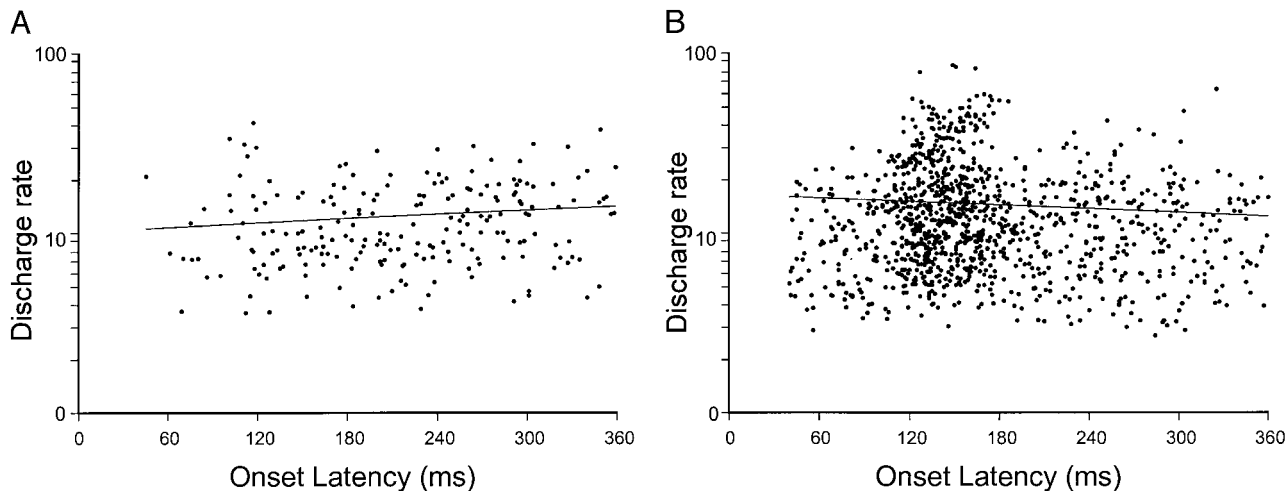 A
100
10
0
Discharge rate
0 60 120 180 240 300 360
Onset Latency (ms)
B
100
10
0
Discharge rate
0 60 120 180 240 300 360
Onset Latency (ms)